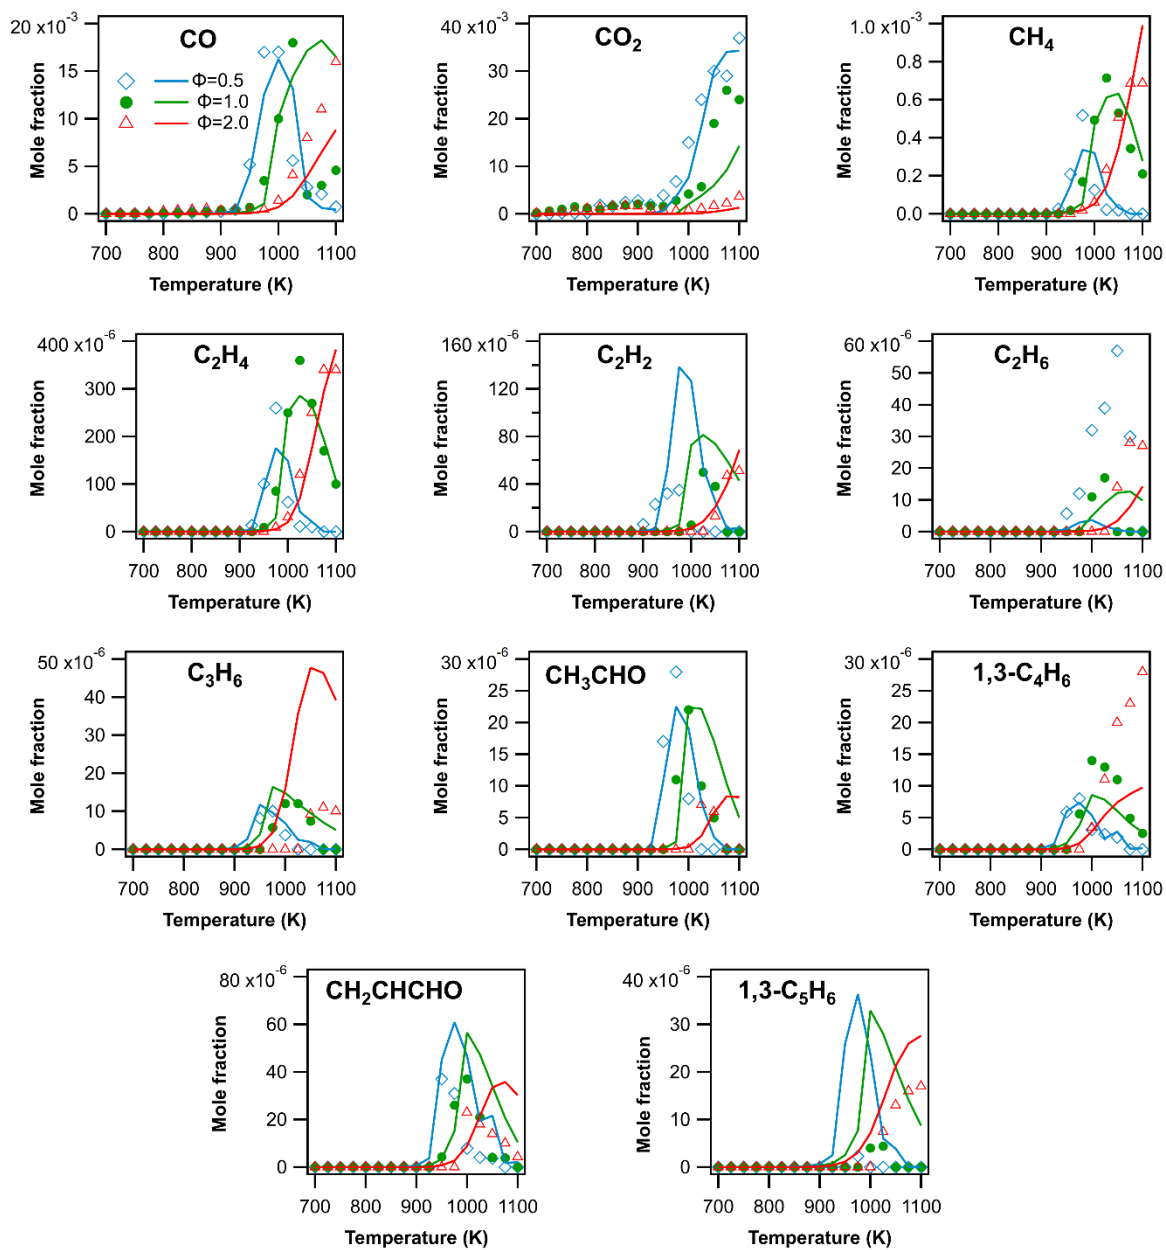 CO
20 x10⁻³
15
10
5
0
Φ=0.5
Φ=1.0
Φ=2.0
Mole fraction
700 800 900 1000 1100
Temperature (K)
CO₂
40 x10⁻³
30
20
10
0
Mole fraction
700 800 900 1000 1100
Temperature (K)
CH₄
1.0 x10⁻³
0.8
0.6
0.4
0.2
0.0
Mole fraction
700 800 900 1000 1100
Temperature (K)
C₂H₄
400 x10⁻⁶
300
200
100
0
Mole fraction
700 800 900 1000 1100
Temperature (K)
C₂H₂
160 x10⁻⁶
120
80
40
0
Mole fraction
700 800 900 1000 1100
Temperature (K)
C₂H₆
60 x10⁻⁶
50
40
30
20
10
0
Mole fraction
700 800 900 1000 1100
Temperature (K)
C₃H₆
50 x10⁻⁶
40
30
20
10
0
Mole fraction
700 800 900 1000 1100
Temperature (K)
CH₃CHO
30 x10⁻⁶
25
20
15
10
5
0
Mole fraction
700 800 900 1000 1100
Temperature (K)
1,3-C₄H₆
30 x10⁻⁶
25
20
15
10
5
0
Mole fraction
700 800 900 1000 1100
Temperature (K)
CH₂CHCHO
80 x10⁻⁶
60
40
20
0
Mole fraction
700 800 900 1000 1100
Temperature (K)
1,3-C₅H₆
40 x10⁻⁶
30
20
10
0
Mole fraction
700 800 900 1000 1100
Temperature (K)